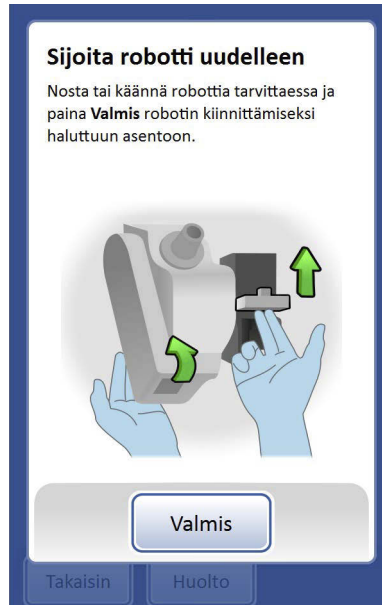 Sijoita robotti uudelleen
Nosta tai käännä robottia tarvittaessa ja
paina Valmis robotin kiinnittämiseksi
haluttuun asentoon.
Valmis
Takaisin
Huolto